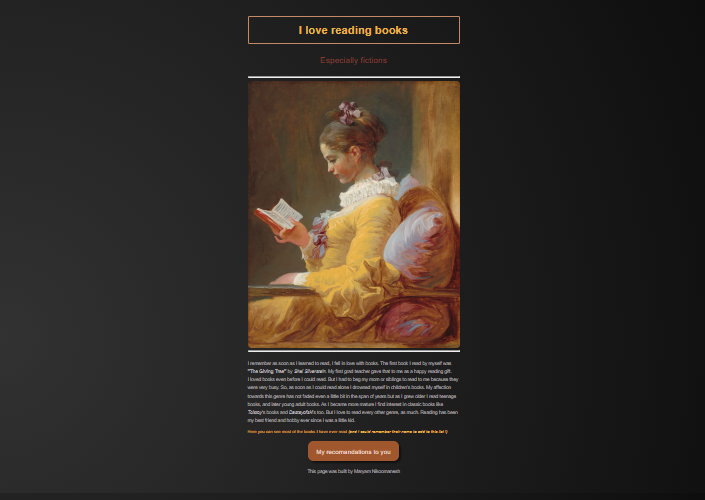 I love reading books
Especially fictions
I remember as soon as I learned to read, I fell in love with books. The first book I read by myself was
"The Giving Tree" by Shel Silverstein. My first grad teacher gave that to me as a happy reading gift.
I loved books even before I could read. But I had to beg my mom or siblings to read to me because they
were very busy. So, as soon as I could read alone I drowned myself in children's books. My affection
towards this genre has not faded even a little bit in the span of years but as I grew older I read teenage
books, and later young adult books. As I became more mature I find interest in classic books like
Tolstoy's books and Dostoyefski's too. But I love to read every other genre, as much. Reading has been
my best friend and hobby ever since I was a little kid.
Here you can see most of the books I have ever read (and I could remember their name to add to this list !)
My recomandations to you
This page was built by Maryam Nikoomanesh